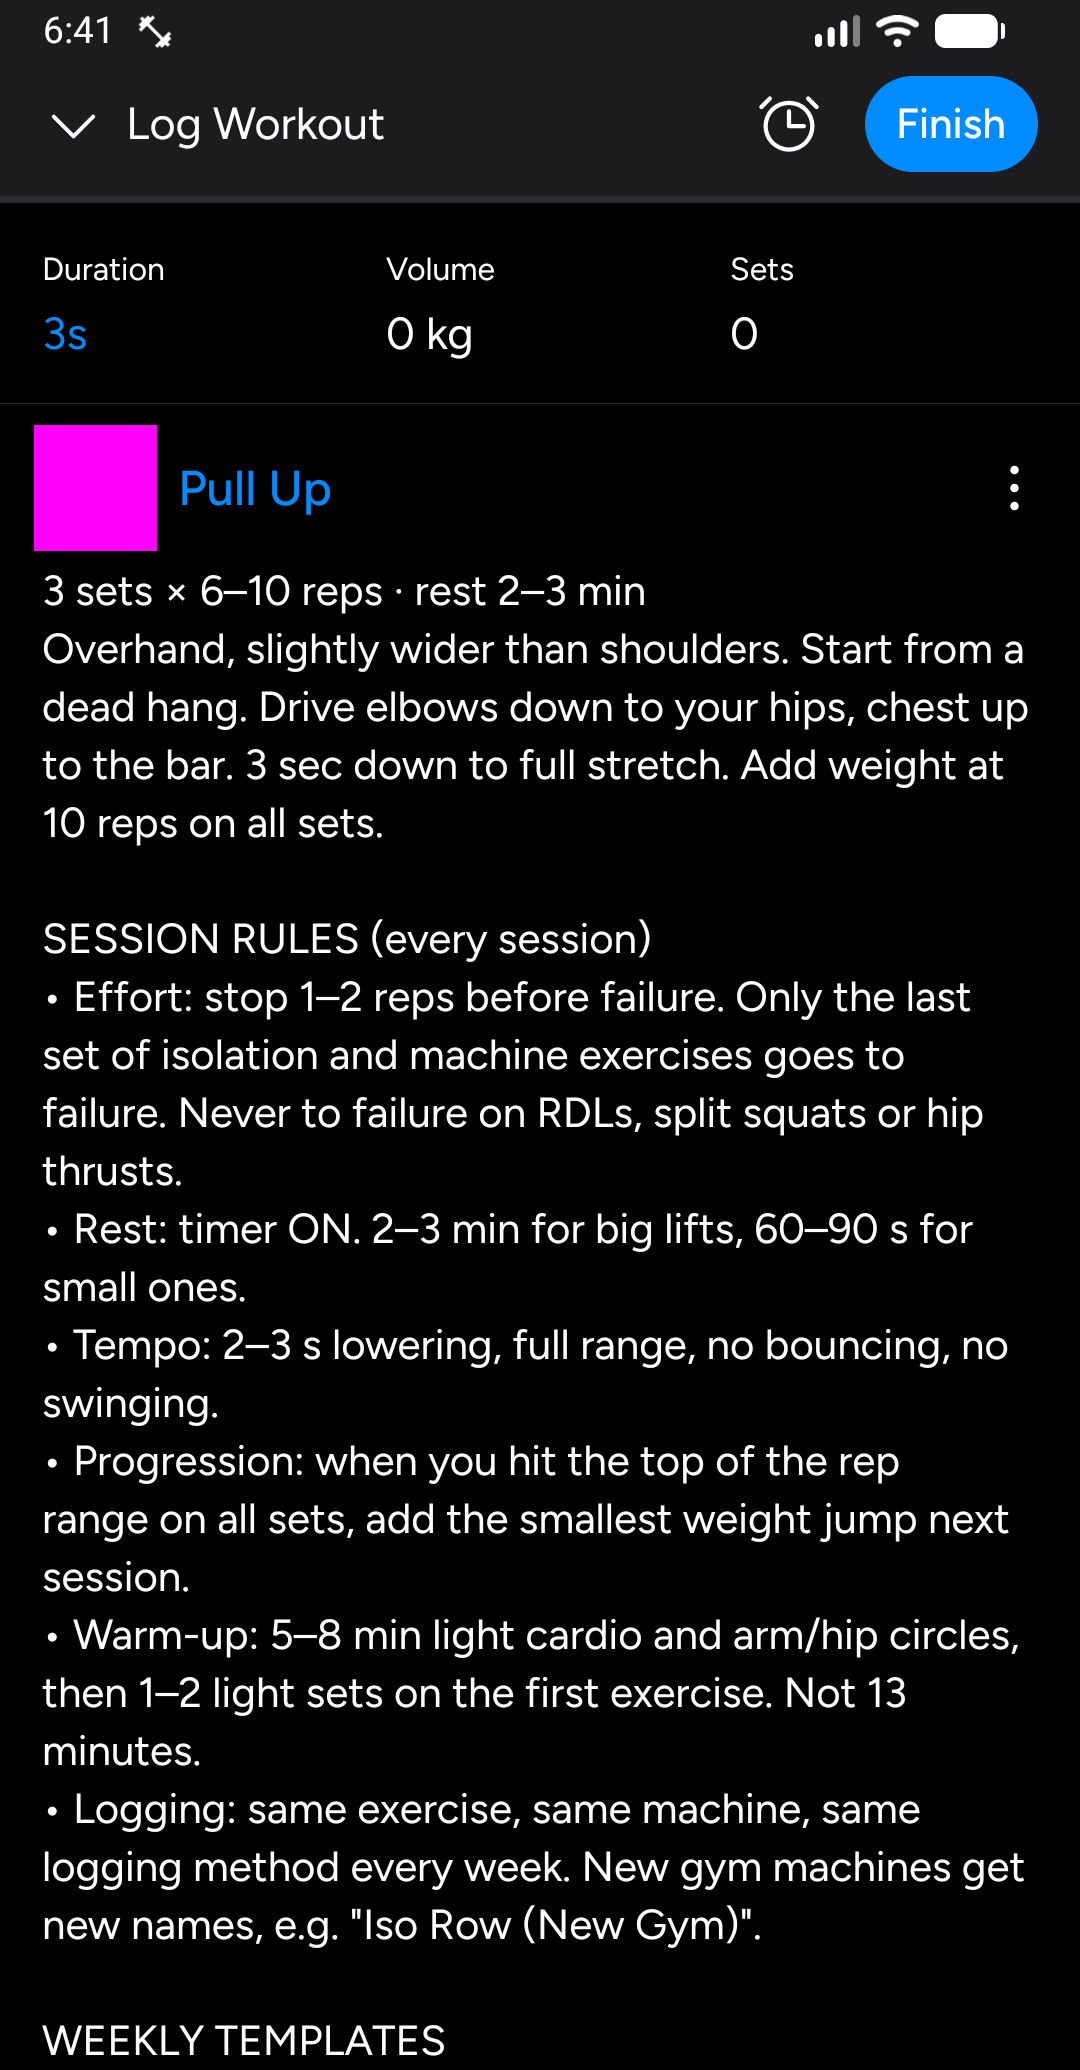 6:41
Log Workout
Finish
Duration
Volume
Sets
3s
0 kg
0
Pull Up
3 sets × 6–10 reps · rest 2–3 min
Overhand, slightly wider than shoulders. Start from a
dead hang. Drive elbows down to your hips, chest up
to the bar. 3 sec down to full stretch. Add weight at
10 reps on all sets.
SESSION RULES (every session)
• Effort: stop 1–2 reps before failure. Only the last
set of isolation and machine exercises goes to
failure. Never to failure on RDLs, split squats or hip
thrusts.
• Rest: timer ON. 2–3 min for big lifts, 60–90 s for
small ones.
• Tempo: 2–3 s lowering, full range, no bouncing, no
swinging.
• Progression: when you hit the top of the rep
range on all sets, add the smallest weight jump next
session.
• Warm-up: 5–8 min light cardio and arm/hip circles,
then 1–2 light sets on the first exercise. Not 13
minutes.
• Logging: same exercise, same machine, same
logging method every week. New gym machines get
new names, e.g. "Iso Row (New Gym)".
WEEKLY TEMPLATES